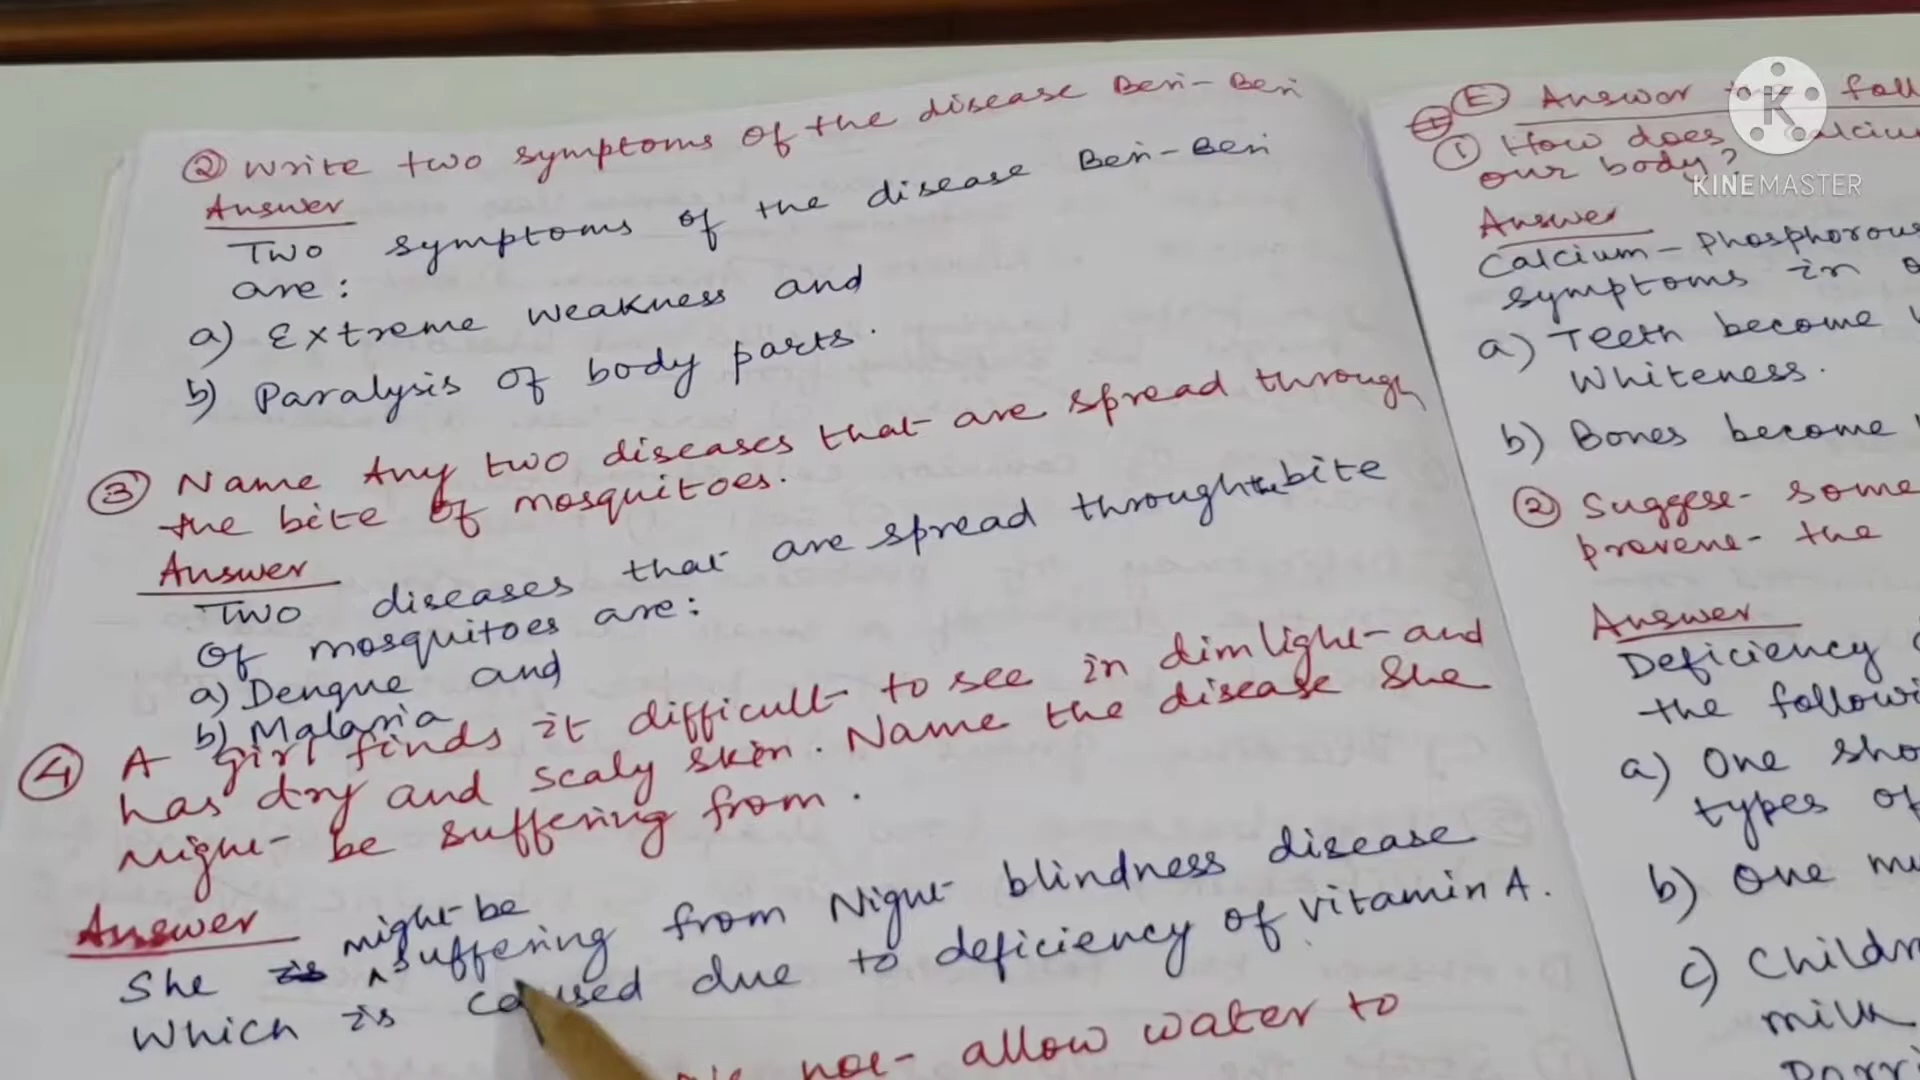 ② Write two symptoms of the disease Beri-Beri
Answer
Two symptoms of the disease Beri-Beri
are:
a) Extreme weakness and
b) Paralysis of body parts.
③ Name Any two diseases that are spread through
the bite of mosquitoes.
Answer
Two diseases that are spread through the bite
of mosquitoes are:
a) Dengue and
b) Malaria
④ A girl finds it difficult to see in dim light and
has dry and scaly skin. Name the disease She
might be suffering from.
Answer
She is might be suffering from Night blindness disease
Which is caused due to deficiency of vitamin A.
not allow water to
Ⓔ Answer foll
① How does calcium
our body?
Answer
Calcium - Phosphorous
symptoms in
a) Teeth become
Whiteness.
b) Bones become
② Suggest some
prevent the
Answer
Deficiency
the followi
a) One sho
types of
b) One mu
c) Childr
milk
KINEMASTER